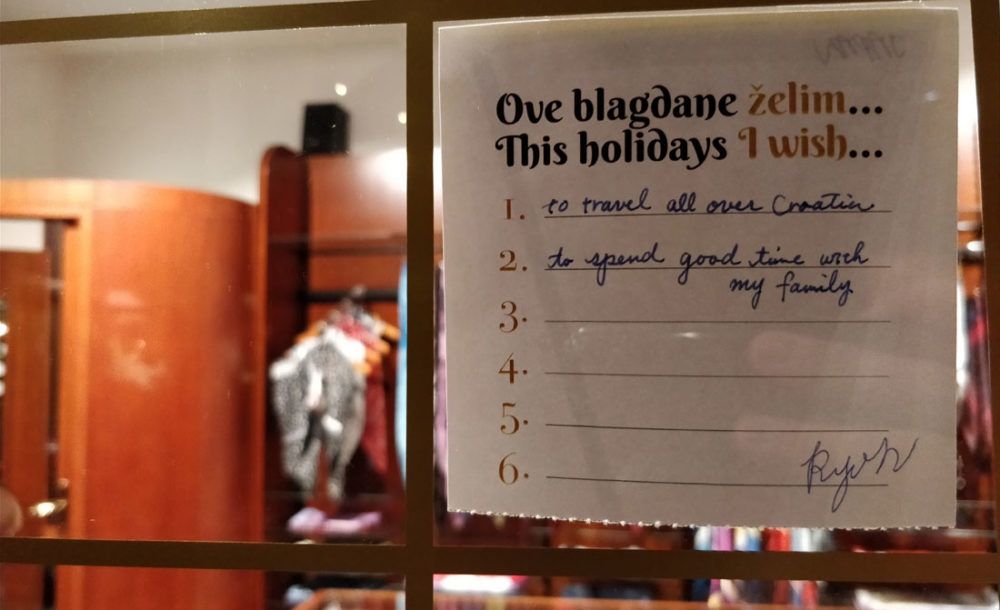 Ove blagdane želim...
This holidays I wish...
1. to travel all over Croatia
2. to spend good time with
my family.
3.
4.
5.
6.